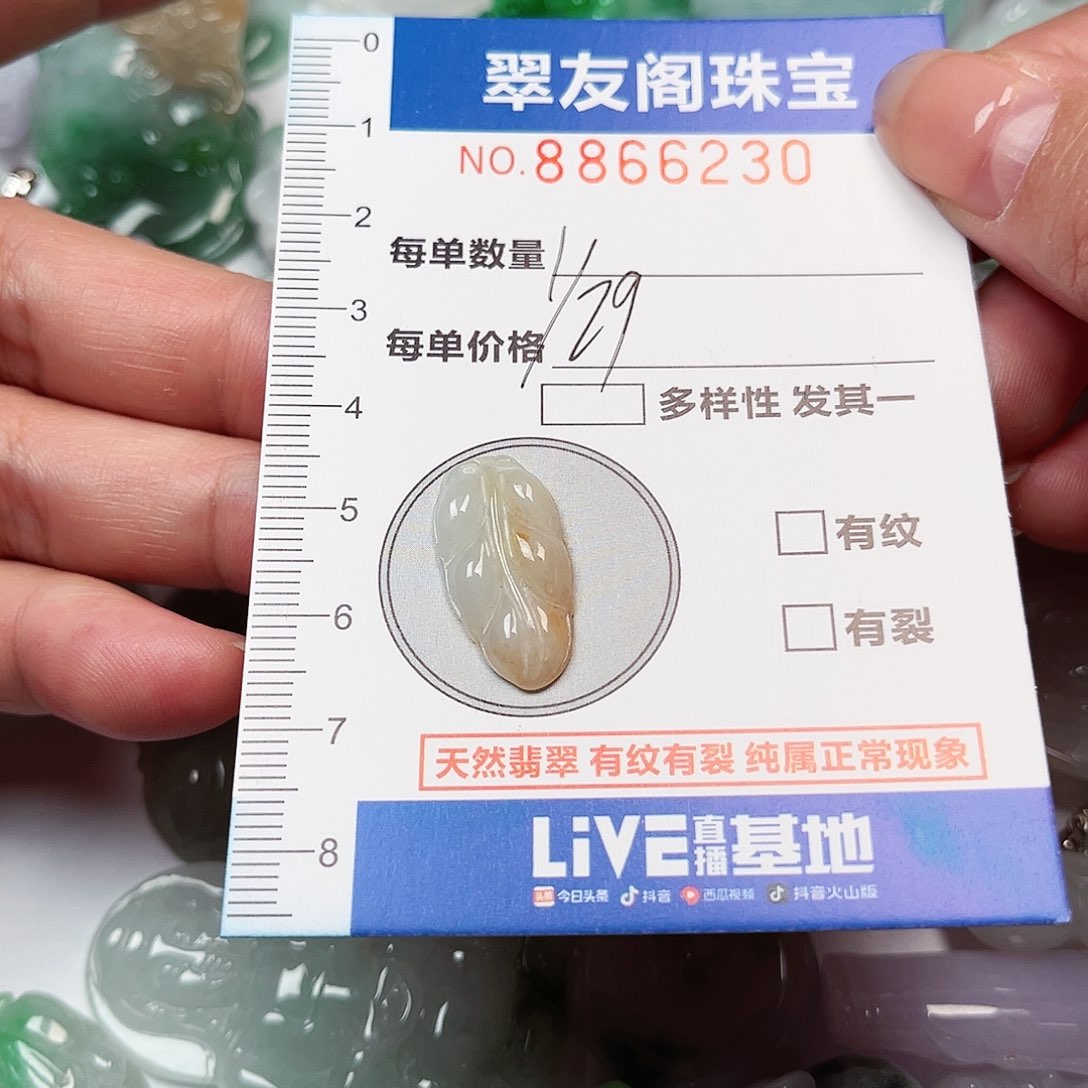 翠友阁珠宝
NO.8866230
每单数量
每单价格 1/29
多样性 发其一
有纹
有裂
天然翡翠 有纹有裂 纯属正常现象
LiVE直播基地
头条 今日头条 抖音 西瓜视频 抖音火山版
0
1
2
3
4
5
6
7
8